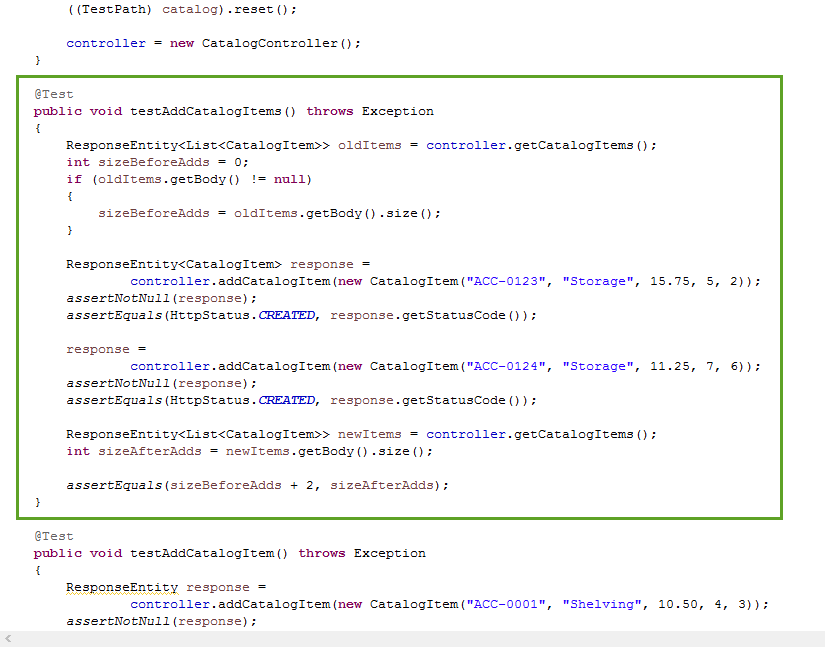 ((TestPath) catalog).reset();
controller = new CatalogController();
}
@Test
public void testAddCatalogItems() throws Exception
{
ResponseEntity<List<CatalogItem>> oldItems = controller.getCatalogItems();
int sizeBeforeAdds = 0;
if (oldItems.getBody() != null)
{
sizeBeforeAdds = oldItems.getBody().size();
}
ResponseEntity<CatalogItem> response =
controller.addCatalogItem(new CatalogItem("ACC-0123", "Storage", 15.75, 5, 2));
assertNotNull(response);
assertEquals(HttpStatus.CREATED, response.getStatusCode());
response =
controller.addCatalogItem(new CatalogItem("ACC-0124", "Storage", 11.25, 7, 6));
assertNotNull(response);
assertEquals(HttpStatus.CREATED, response.getStatusCode());
ResponseEntity<List<CatalogItem>> newItems = controller.getCatalogItems();
int sizeAfterAdds = newItems.getBody().size();
assertEquals(sizeBeforeAdds + 2, sizeAfterAdds);
}
@Test
public void testAddCatalogItem() throws Exception
{
ResponseEntity response =
controller.addCatalogItem(new CatalogItem("ACC-0001", "Shelving", 10.50, 4, 3));
assertNotNull(response);